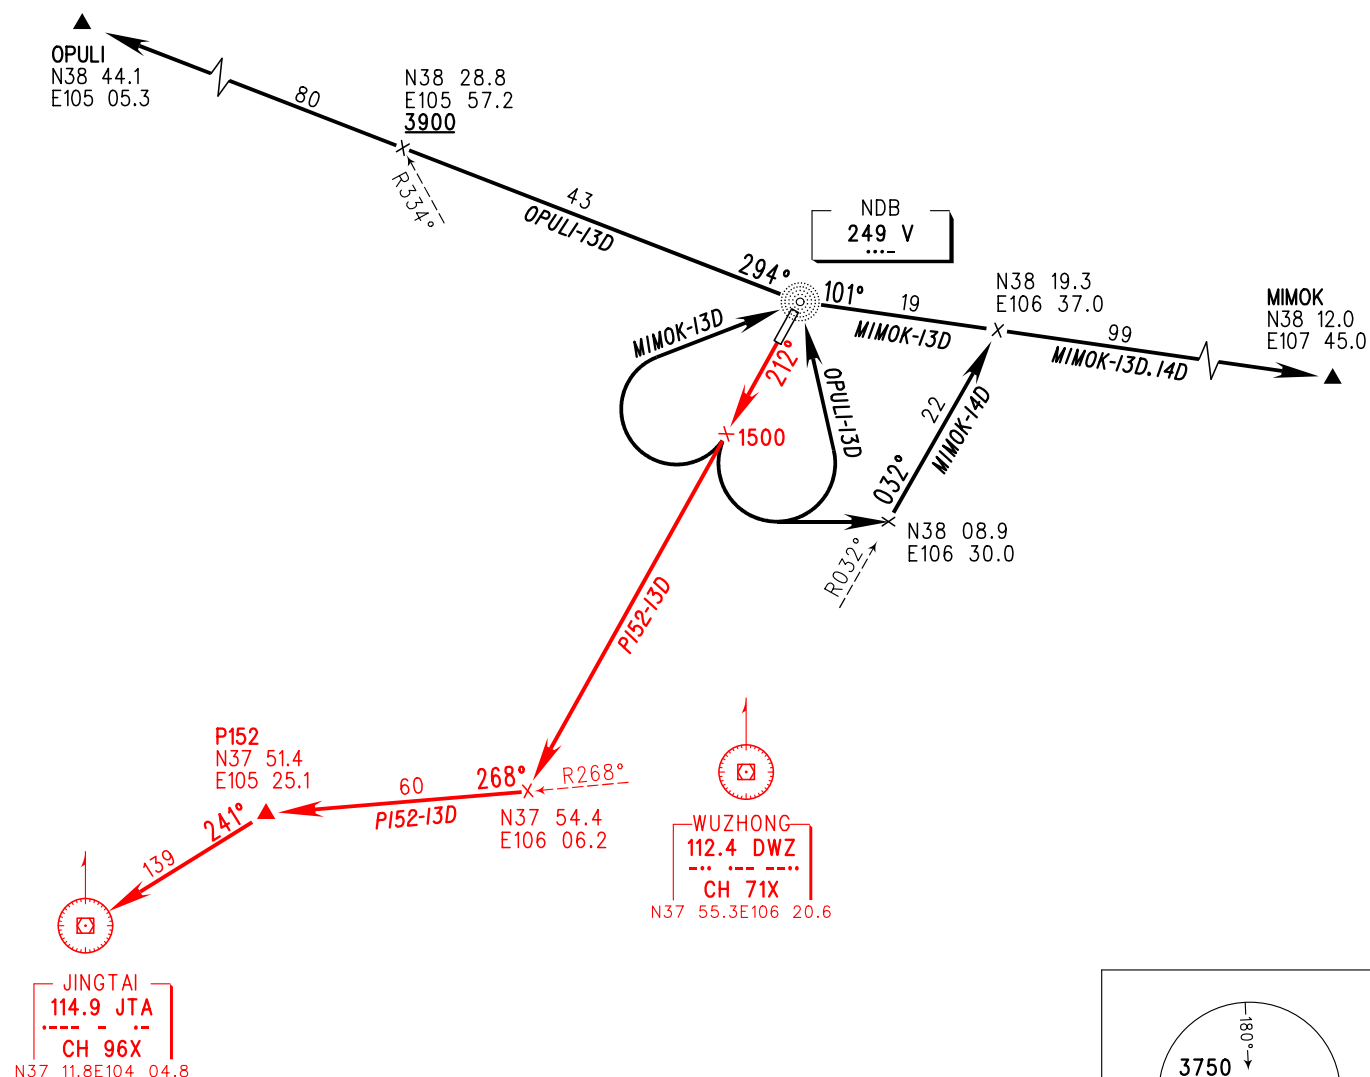 OPULI
N38 44.1
E105 05.3
80
N38 28.8
E105 57.2
3900
R334°
43
OPULI-13D
NDB
249 V
294°
101°
19
MIMOK-13D
N38 19.3
E106 37.0
99
MIMOK-13D.14D
MIMOK
N38 12.0
E107 45.0
MIMOK-13D
212°
1500
OPULI-13D
22
MIMOK-14D
032°
R032°
N38 08.9
E106 30.0
P152-13D
P152
N37 51.4
E105 25.1
60
P152-13D
268°
R268°
N37 54.4
E106 06.2
241°
139
WUZHONG
112.4 DWZ
CH 71X
N37 55.3E106 20.6
JINGTAI
114.9 JTA
CH 96X
N37 11.8E104 04.8
180°
3750